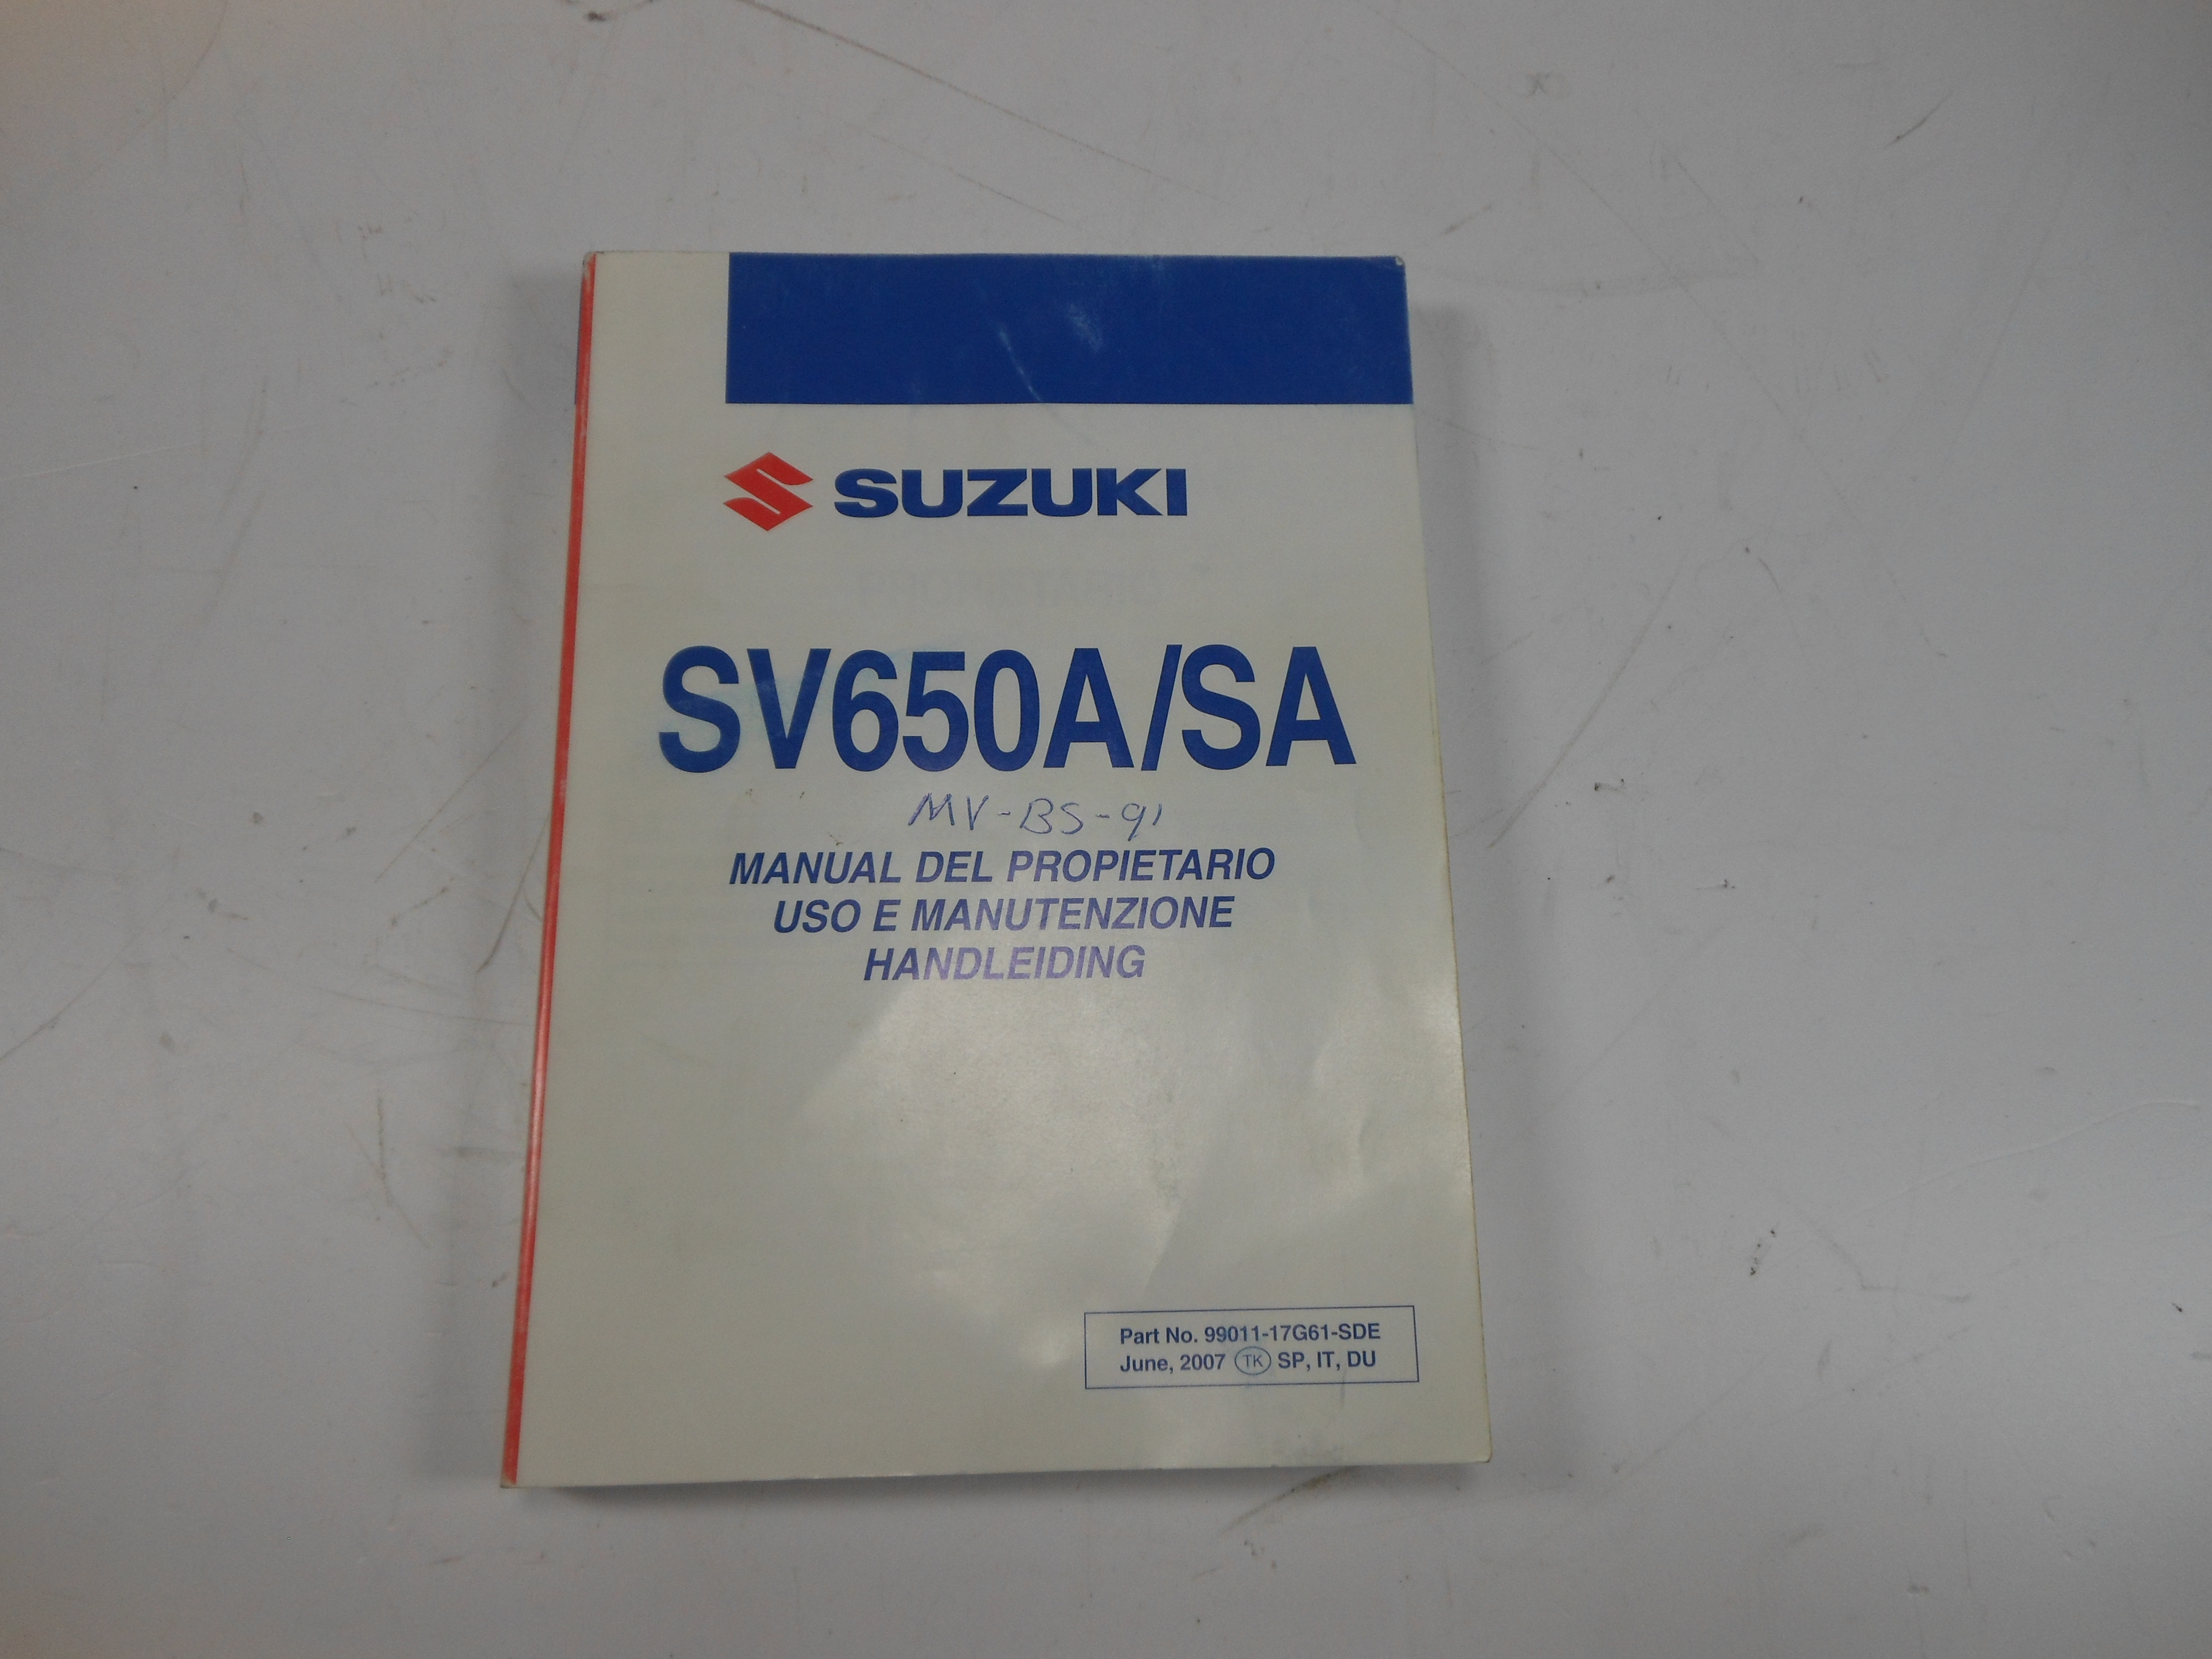 SUZUKI
SV650A/SA
MV-BS-91
MANUAL DEL PROPIETARIO
USO E MANUTENZIONE
HANDLEIDING
Part No. 99011-17G61-SDE
June, 2007 TK SP, IT, DU